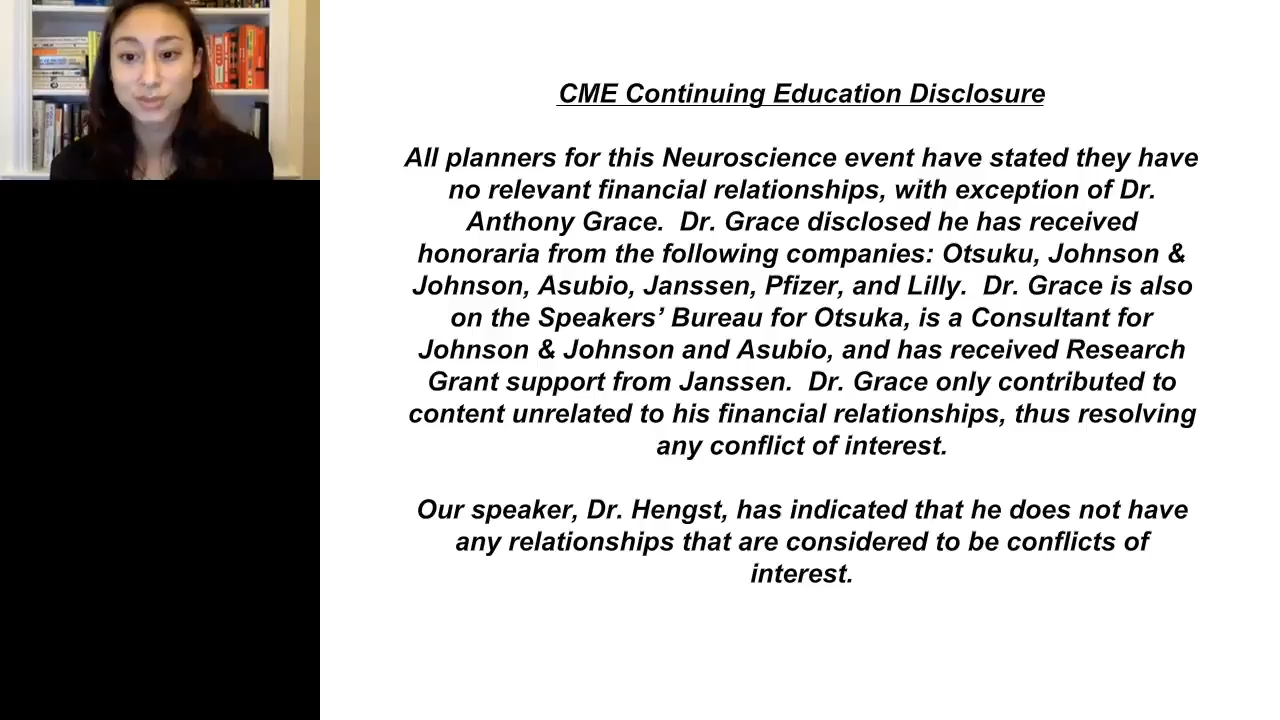 CME Continuing Education Disclosure
All planners for this Neuroscience event have stated they have
no relevant financial relationships, with exception of Dr.
Anthony Grace.  Dr. Grace disclosed he has received
honoraria from the following companies: Otsuku, Johnson &
Johnson, Asubio, Janssen, Pfizer, and Lilly.  Dr. Grace is also
on the Speakers’ Bureau for Otsuka, is a Consultant for
Johnson & Johnson and Asubio, and has received Research
Grant support from Janssen.  Dr. Grace only contributed to
content unrelated to his financial relationships, thus resolving
any conflict of interest.
Our speaker, Dr. Hengst, has indicated that he does not have
any relationships that are considered to be conflicts of
interest.